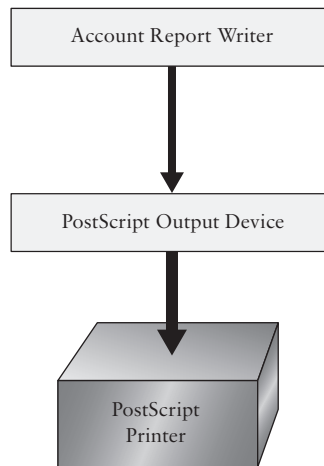 Account Report Writer
PostScript Output Device
PostScript
Printer